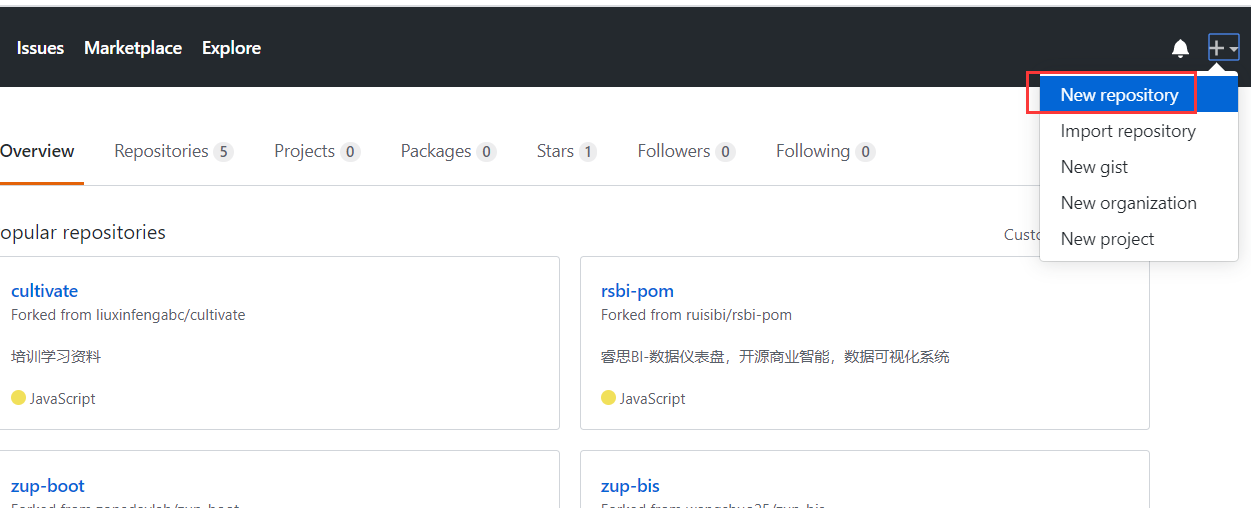 Issues Marketplace Explore
New repository
Import repository
New gist
New organization
New project
Overview Repositories 5 Projects 0 Packages 0 Stars 1 Followers 0 Following 0
opular repositories
Custo
cultivate
Forked from liuxinfengabc/cultivate
培训学习资料
JavaScript
rsbi-pom
Forked from ruisibi/rsbi-pom
睿思BI-数据仪表盘，开源商业智能，数据可视化系统
JavaScript
zup-boot
zup-bis